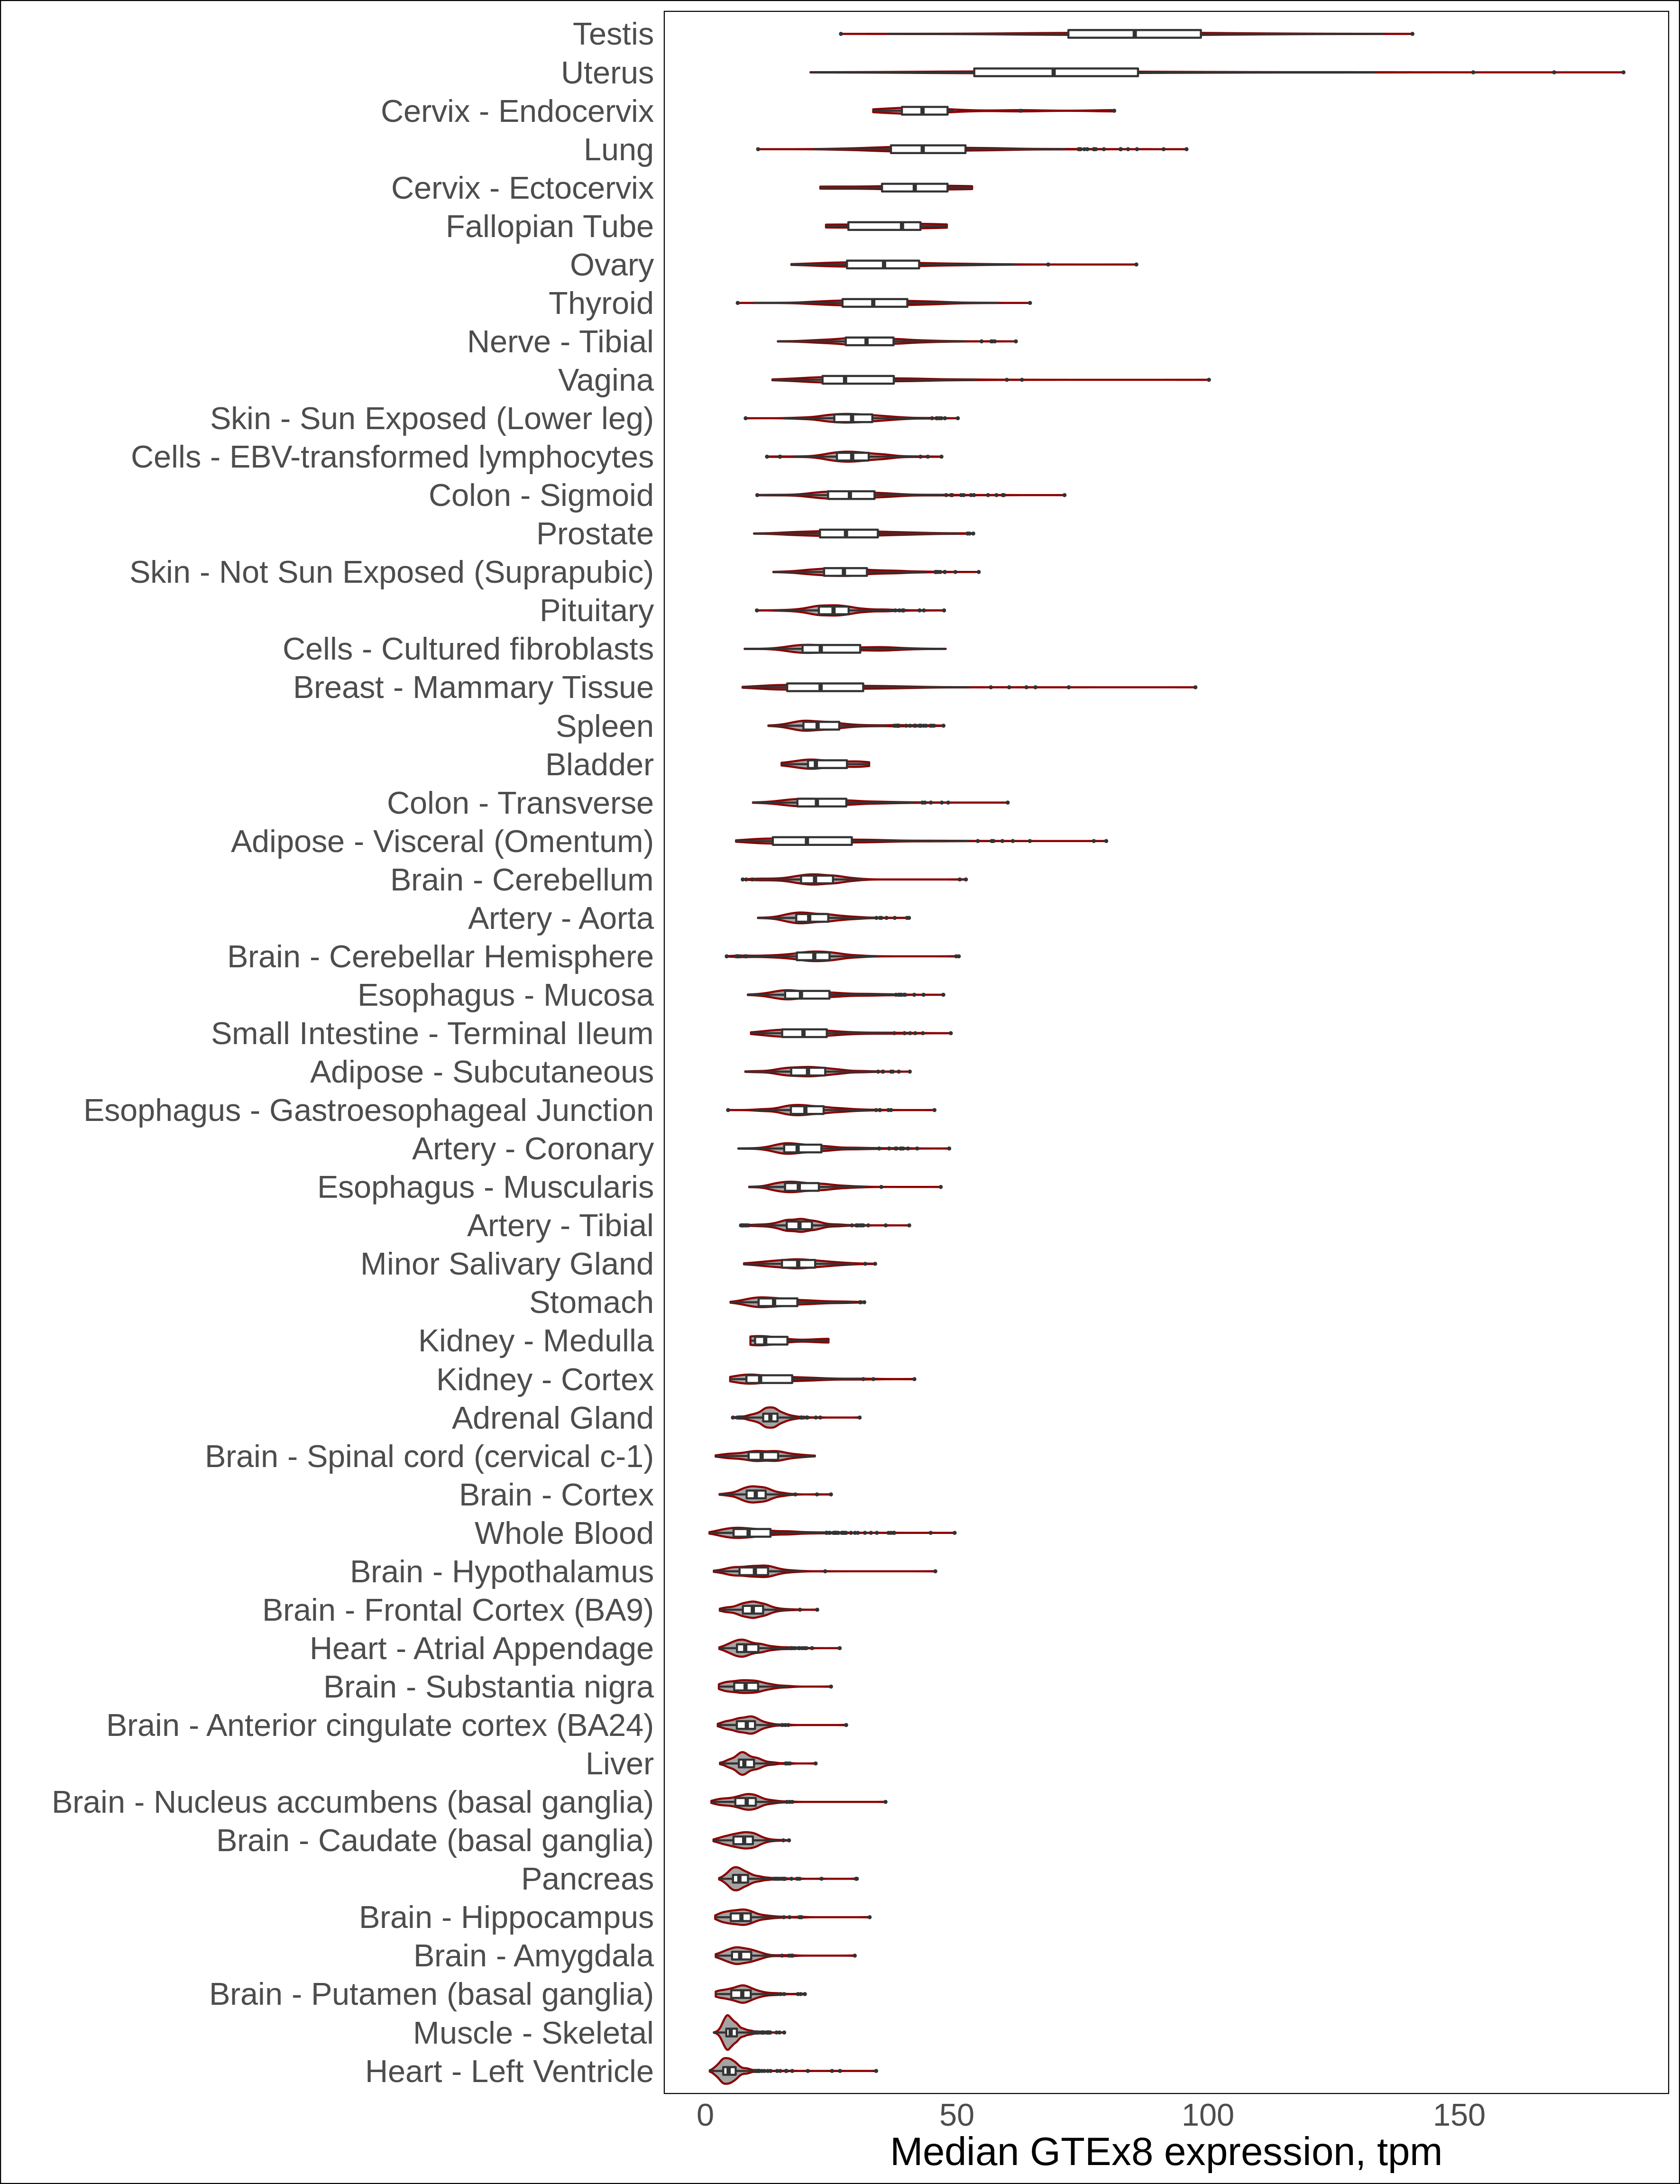 Testis
Uterus
Cervix - Endocervix
Lung
Cervix - Ectocervix
Fallopian Tube
Ovary
Thyroid
Nerve - Tibial
Vagina
Skin - Sun Exposed (Lower leg)
Cells - EBV-transformed lymphocytes
Colon - Sigmoid
Prostate
Skin - Not Sun Exposed (Suprapubic)
Pituitary
Cells - Cultured fibroblasts
Breast - Mammary Tissue
Spleen
Bladder
Colon - Transverse
Adipose - Visceral (Omentum)
Brain - Cerebellum
Artery - Aorta
Brain - Cerebellar Hemisphere
Esophagus - Mucosa
Small Intestine - Terminal Ileum
Adipose - Subcutaneous
Esophagus - Gastroesophageal Junction
Artery - Coronary
Esophagus - Muscularis
Artery - Tibial
Minor Salivary Gland
Stomach
Kidney - Medulla
Kidney - Cortex
Adrenal Gland
Brain - Spinal cord (cervical c-1)
Brain - Cortex
Whole Blood
Brain - Hypothalamus
Brain - Frontal Cortex (BA9)
Heart - Atrial Appendage
Brain - Substantia nigra
Brain - Anterior cingulate cortex (BA24)
Liver
Brain - Nucleus accumbens (basal ganglia)
Brain - Caudate (basal ganglia)
Pancreas
Brain - Hippocampus
Brain - Amygdala
Brain - Putamen (basal ganglia)
Muscle - Skeletal
Heart - Left Ventricle
0 50 100 150
Median GTEx8 expression, tpm